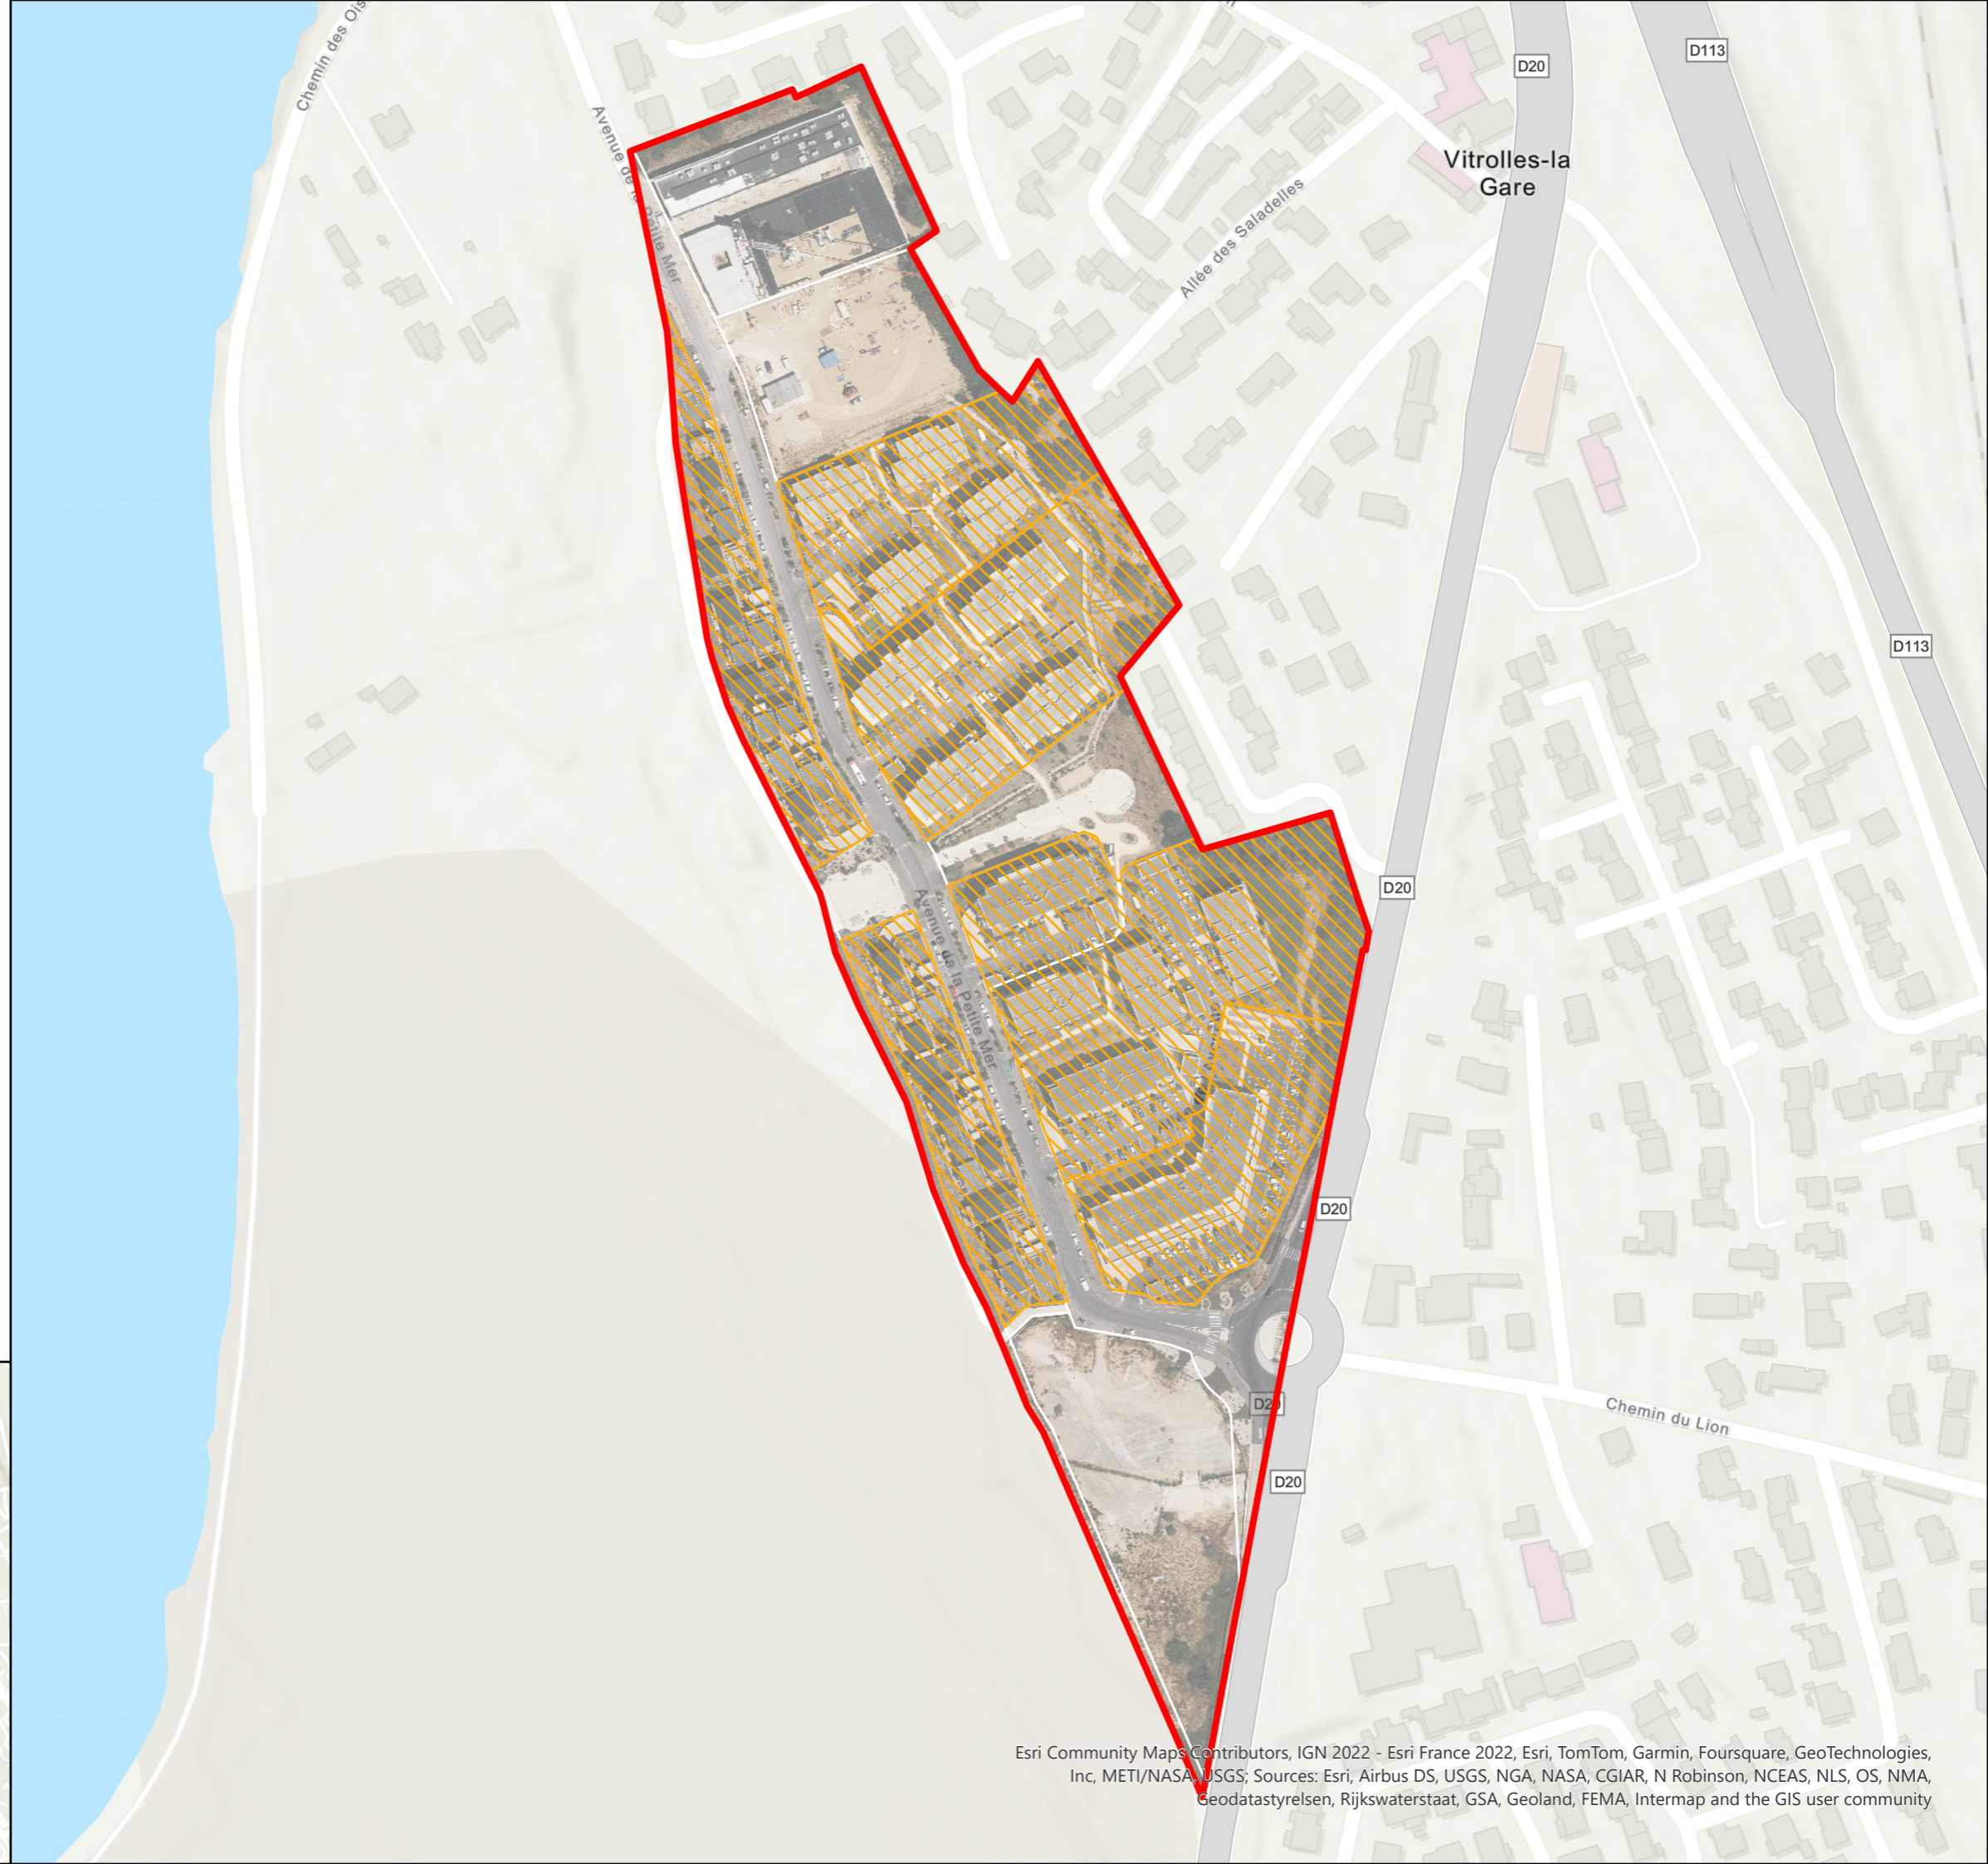 Chemin des Ois
D20
D113
Avenue de la Petite Mer
Vitrolles-la
Gare
Allée des Saladelles
D113
D20
Avenue de la Petite Mer
Allée des
D20
D20
Chemin du Lion
D20
Esri Community Maps Contributors, IGN 2022 - Esri France 2022, Esri, TomTom, Garmin, Foursquare, GeoTechnologies,
Inc, METI/NASA, USGS; Sources: Esri, Airbus DS, USGS, NGA, NASA, CGIAR, N Robinson, NCEAS, NLS, OS, NMA,
Geodatastyrelsen, Rijkswaterstaat, GSA, Geoland, FEMA, Intermap and the GIS user community